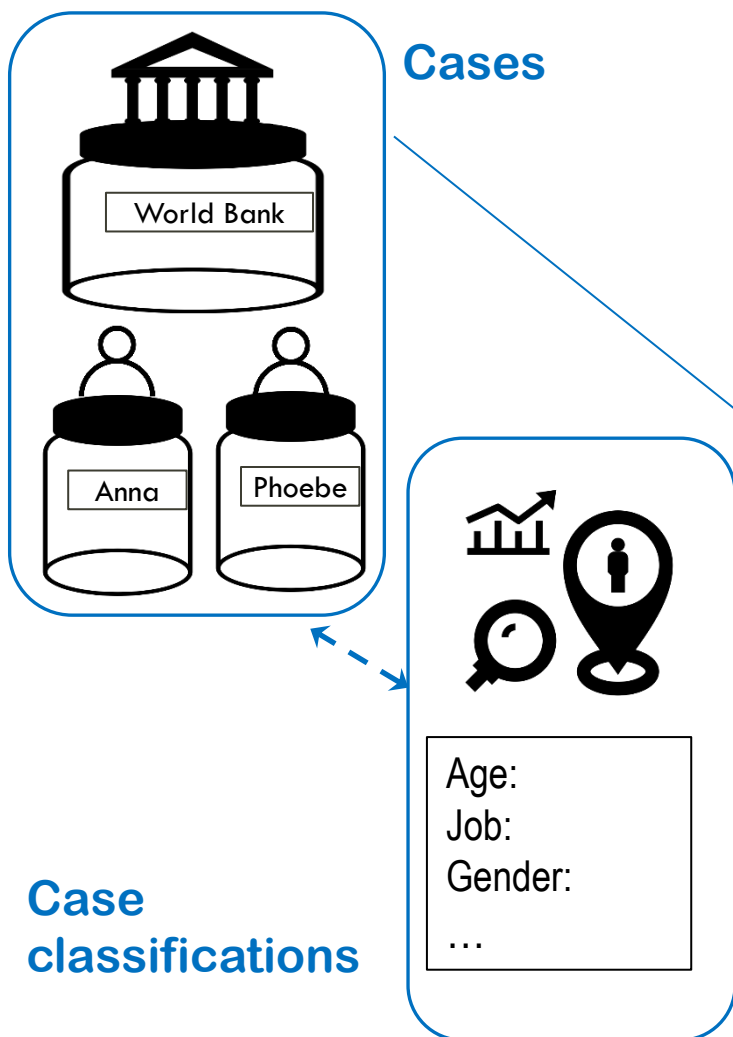 Cases
World Bank
Anna
Phoebe
Age:
Job:
Gender:
...
Case
classifications